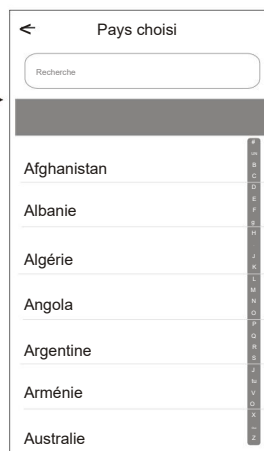 Pays choisi
Recherche
#
B
C
D
E
F
H
J
K
L
M
N
O
P
Q
R
S
V
X
Z
Afghanistan
Albanie
Algérie
Angola
Argentine
Arménie
Australie